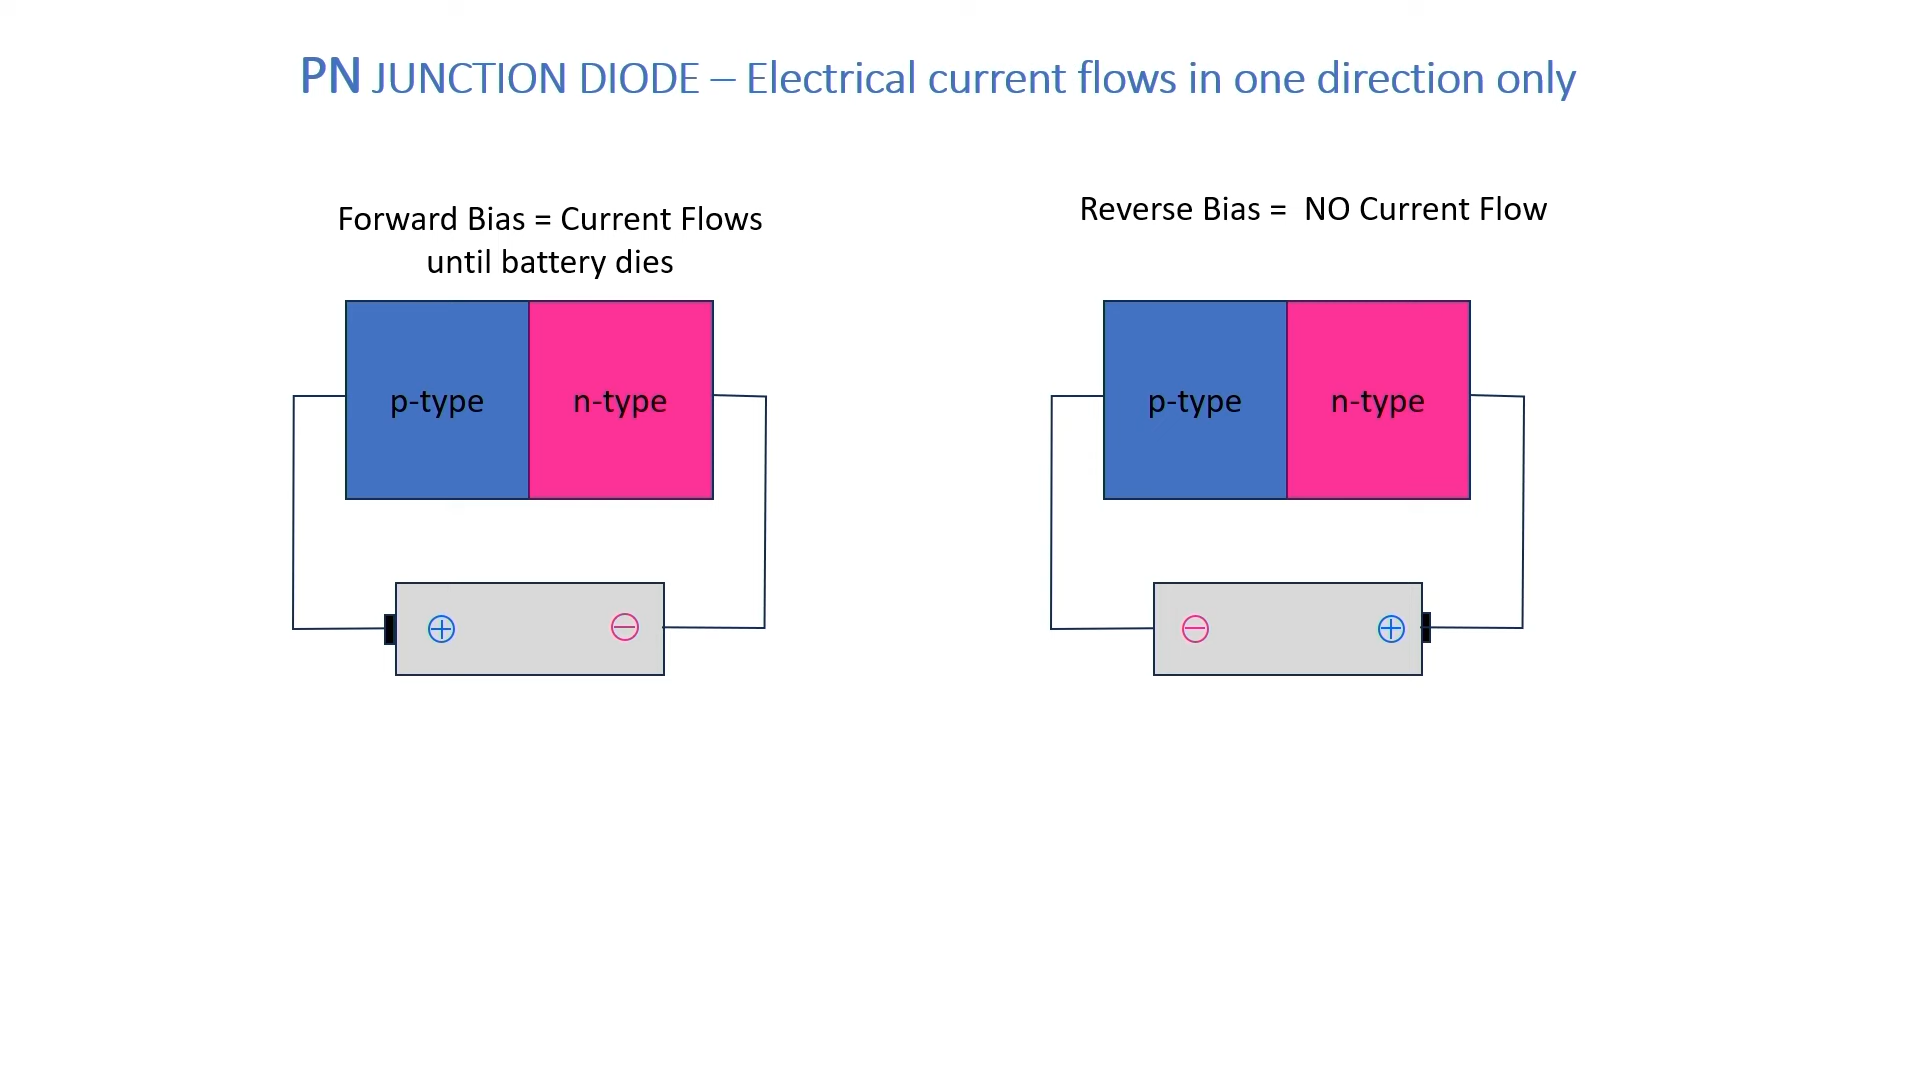 PN JUNCTION DIODE – Electrical current flows in one direction only
Forward Bias = Current Flows
until battery dies
Reverse Bias = NO Current Flow
p-type
n-type
p-type
n-type
+
−
−
+